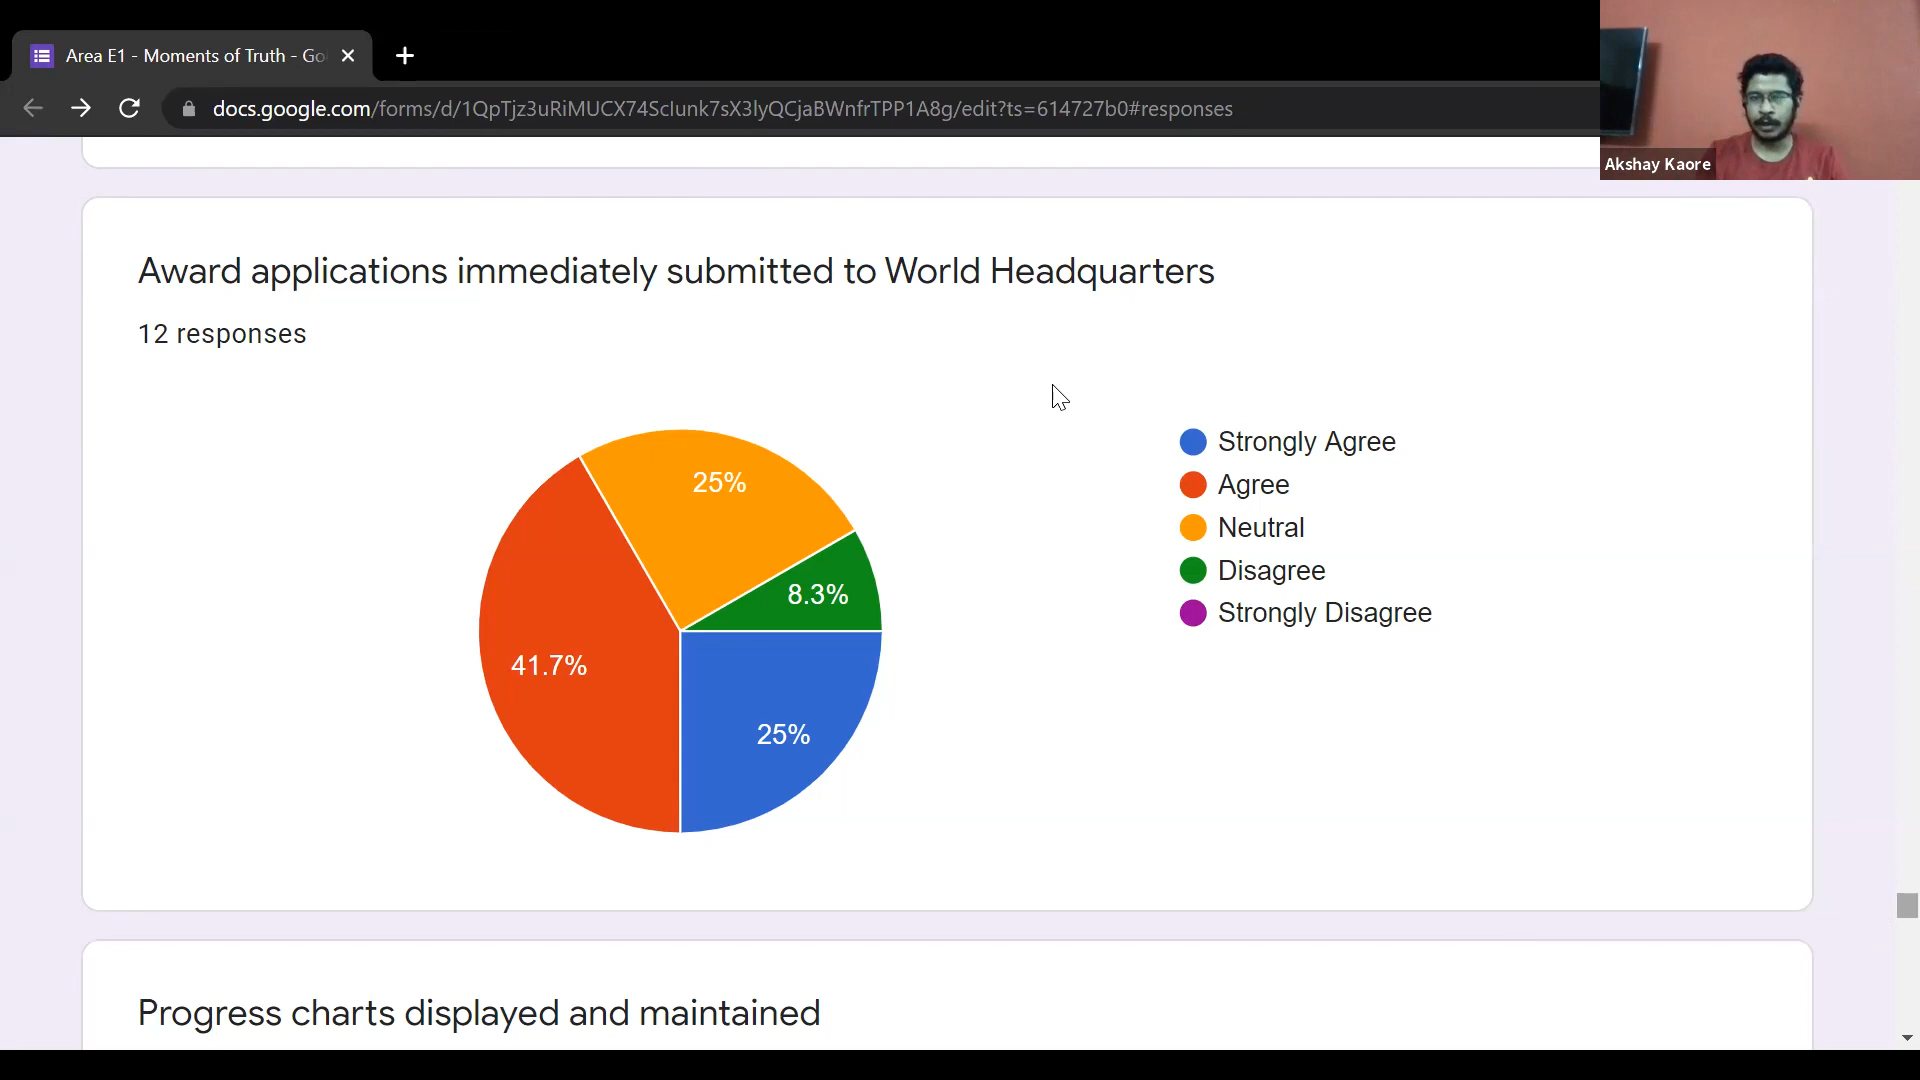 Area E1 - Moments of Truth - Go
docs.google.com/forms/d/1QpTjz3uRiMUCX74Sclunk7sX3lyQCjaBWnfrTPP1A8g/edit?ts=614727b0#responses
Akshay Kaore
Award applications immediately submitted to World Headquarters
12 responses
25%
8.3%
41.7%
25%
Strongly Agree
Agree
Neutral
Disagree
Strongly Disagree
Progress charts displayed and maintained